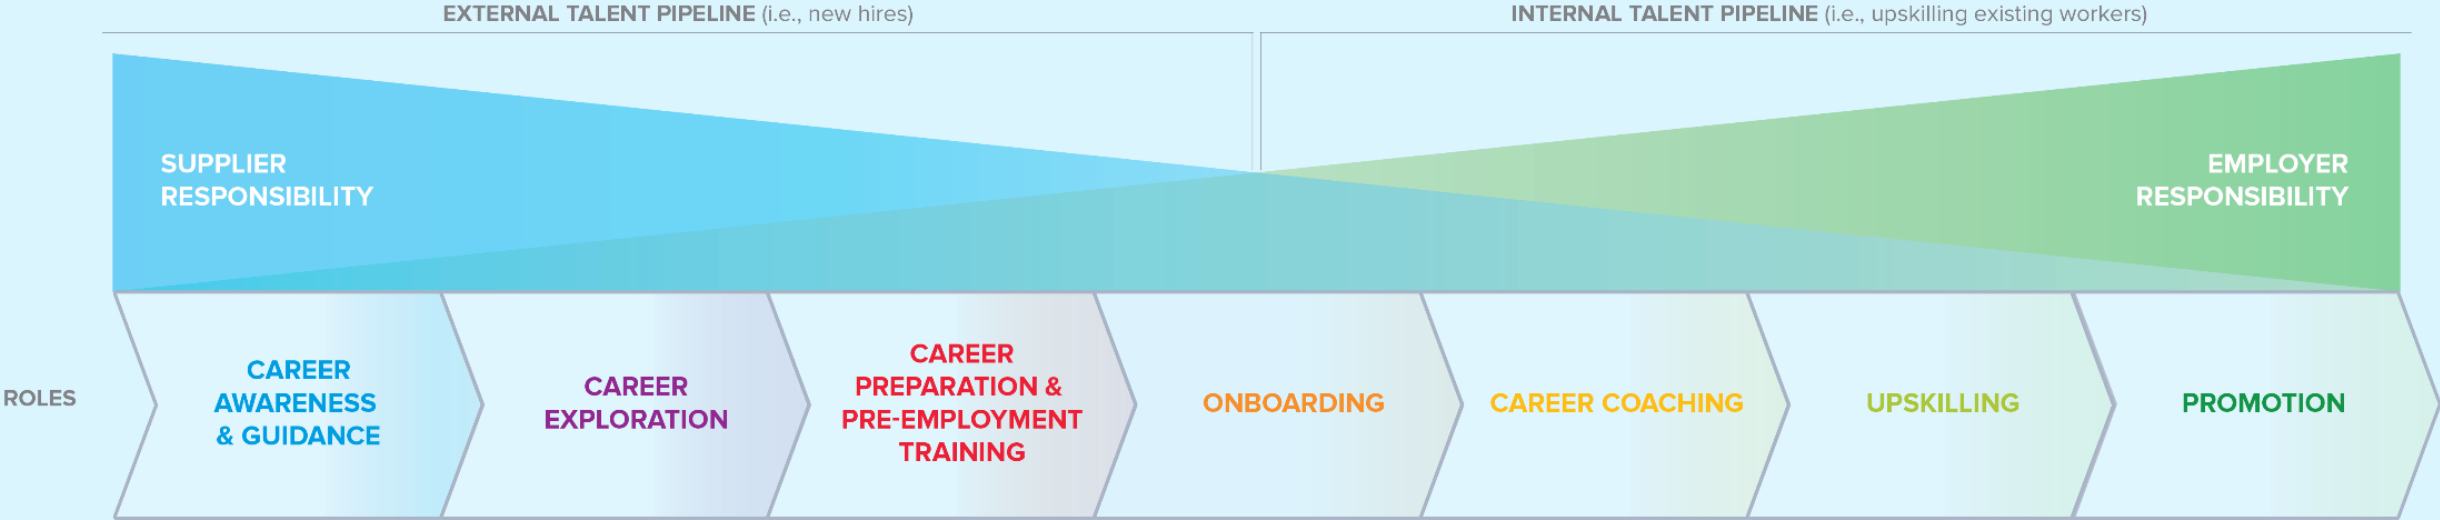 EXTERNAL TALENT PIPELINE (i.e., new hires)
INTERNAL TALENT PIPELINE (i.e., upskilling existing workers)
SUPPLIER
RESPONSIBILITY
EMPLOYER
RESPONSIBILITY
ROLES
CAREER
AWARENESS
& GUIDANCE
CAREER
EXPLORATION
CAREER
PREPARATION &
PRE-EMPLOYMENT
TRAINING
ONBOARDING
CAREER COACHING
UPSKILLING
PROMOTION